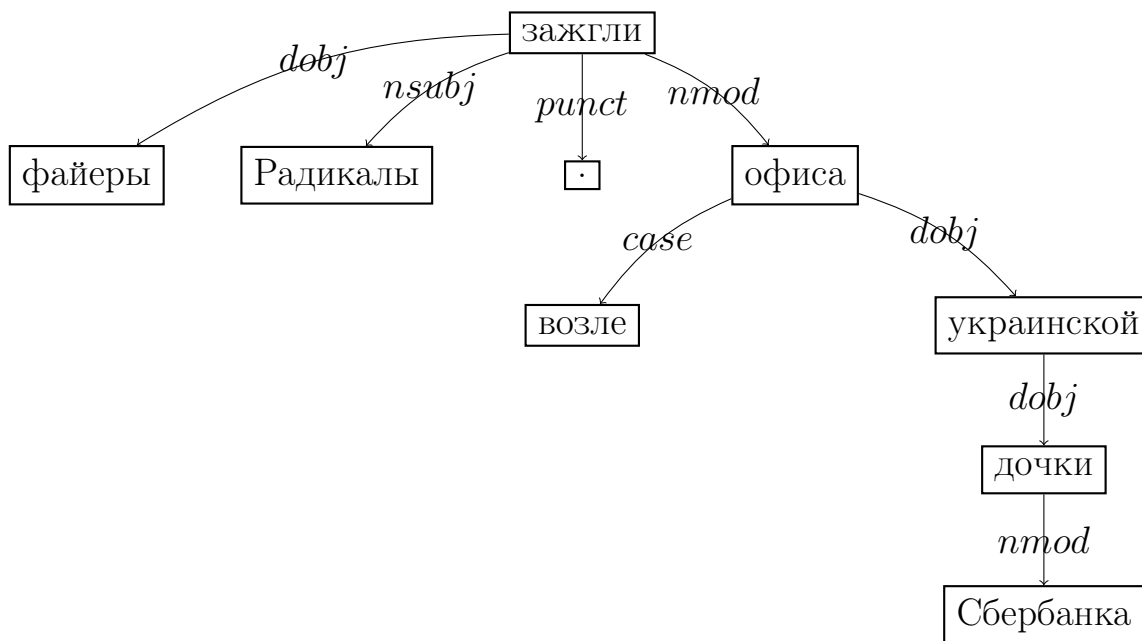 зажгли
dobj
nsubj
punct
nmod
файеры
Радикалы
.
офиса
case
dobj
возле
украинской
dobj
дочки
nmod
Сбербанка